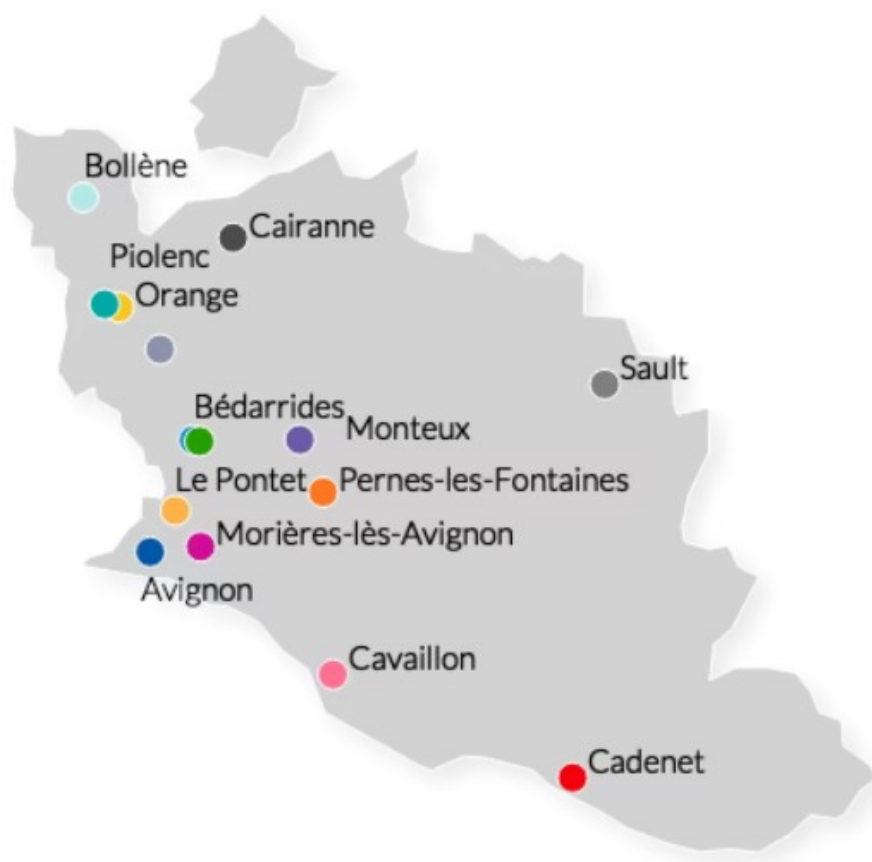 Bollène
Cairanne
Piolenc
Orange
Sault
Bédarrides
Monteux
Le Pontet
Pernes-les-Fontaines
Morières-lès-Avignon
Avignon
Cavaillon
Cadenet